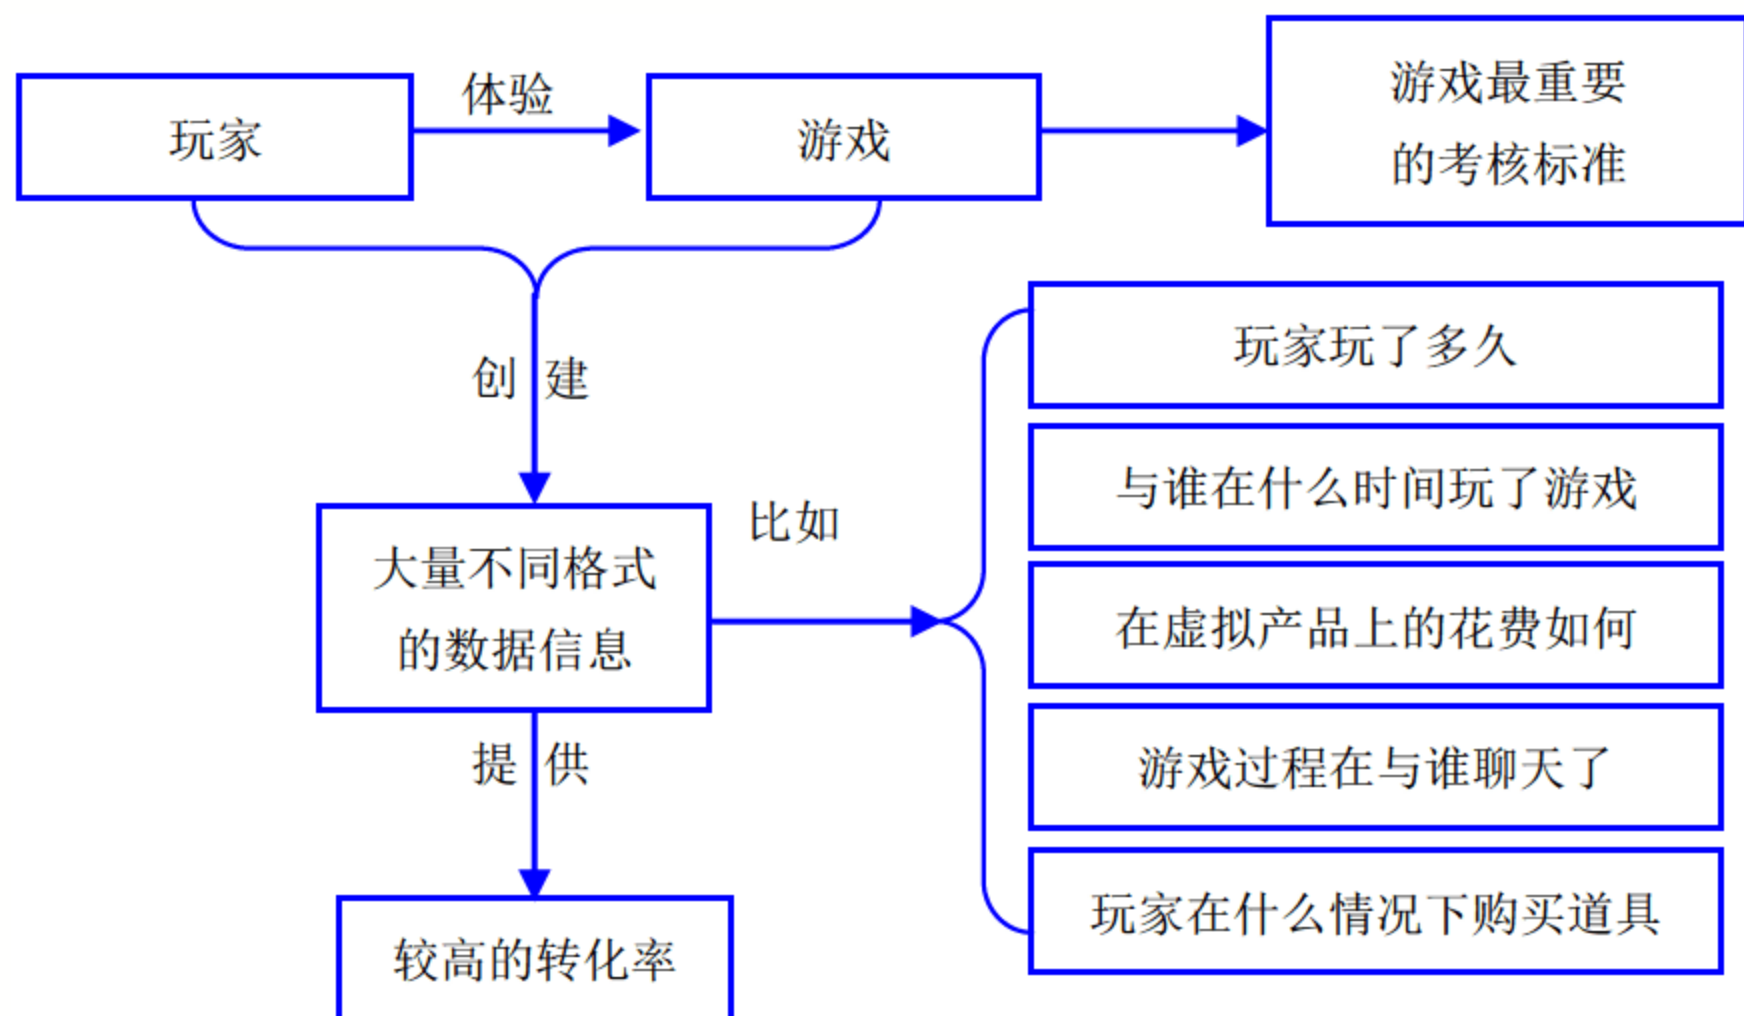 玩家
体验
游戏
游戏最重要
的考核标准
创 建
大量不同格式
的数据信息
比如
玩家玩了多久
与谁在什么时间玩了游戏
在虚拟产品上的花费如何
游戏过程在与谁聊天了
玩家在什么情况下购买道具
提 供
较高的转化率